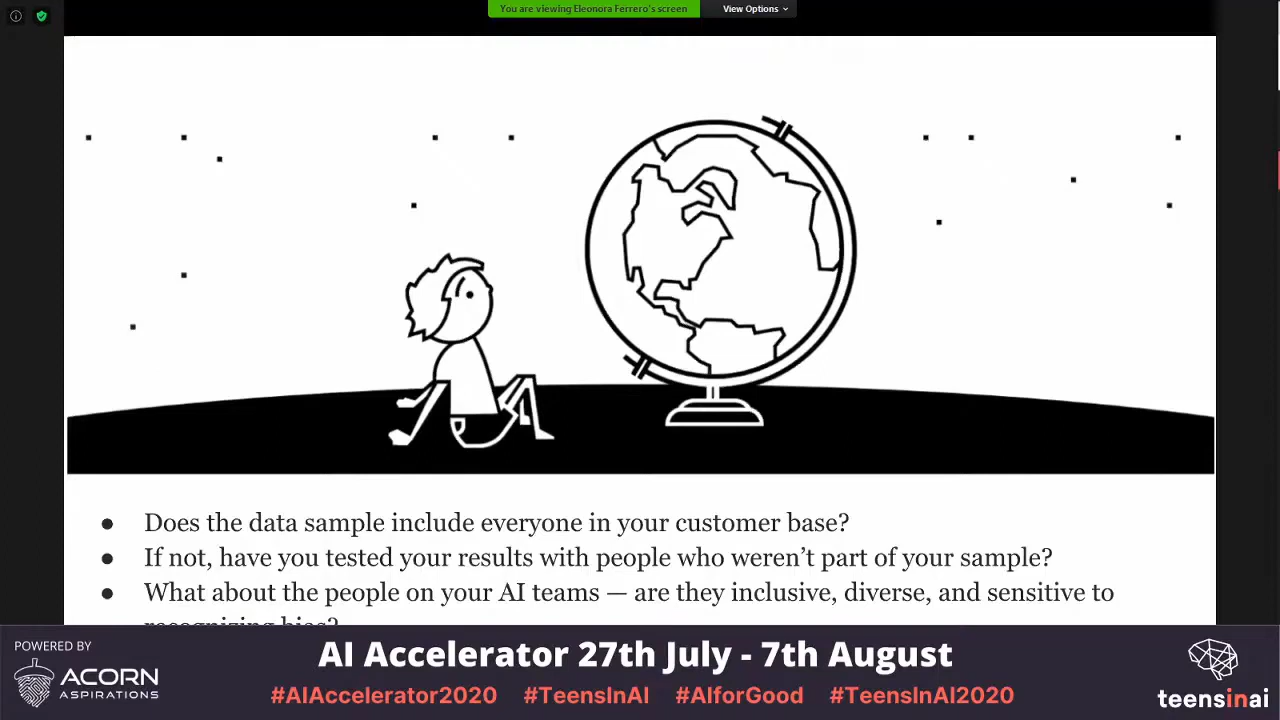 You are viewing Eleonora Ferrero's screen
View Options
● Does the data sample include everyone in your customer base?
● If not, have you tested your results with people who weren't part of your sample?
● What about the people on your AI teams — are they inclusive, diverse, and sensitive to
recognizing bias?
POWERED BY
ACORN
ASPIRATIONS
AI Accelerator 27th July - 7th August
#AIAccelerator2020 #TeensInAI #AIforGood #TeensInAI2020
teensinai